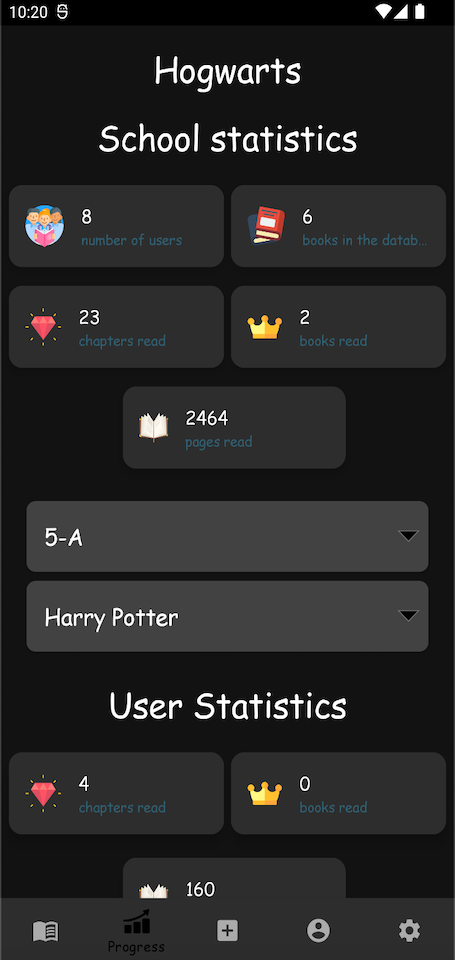 10:20
Hogwarts
School statistics
8
number of users
6
books in the datab...
23
chapters read
2
books read
2464
pages read
5-A
Harry Potter
User Statistics
4
chapters read
0
books read
160
Progress